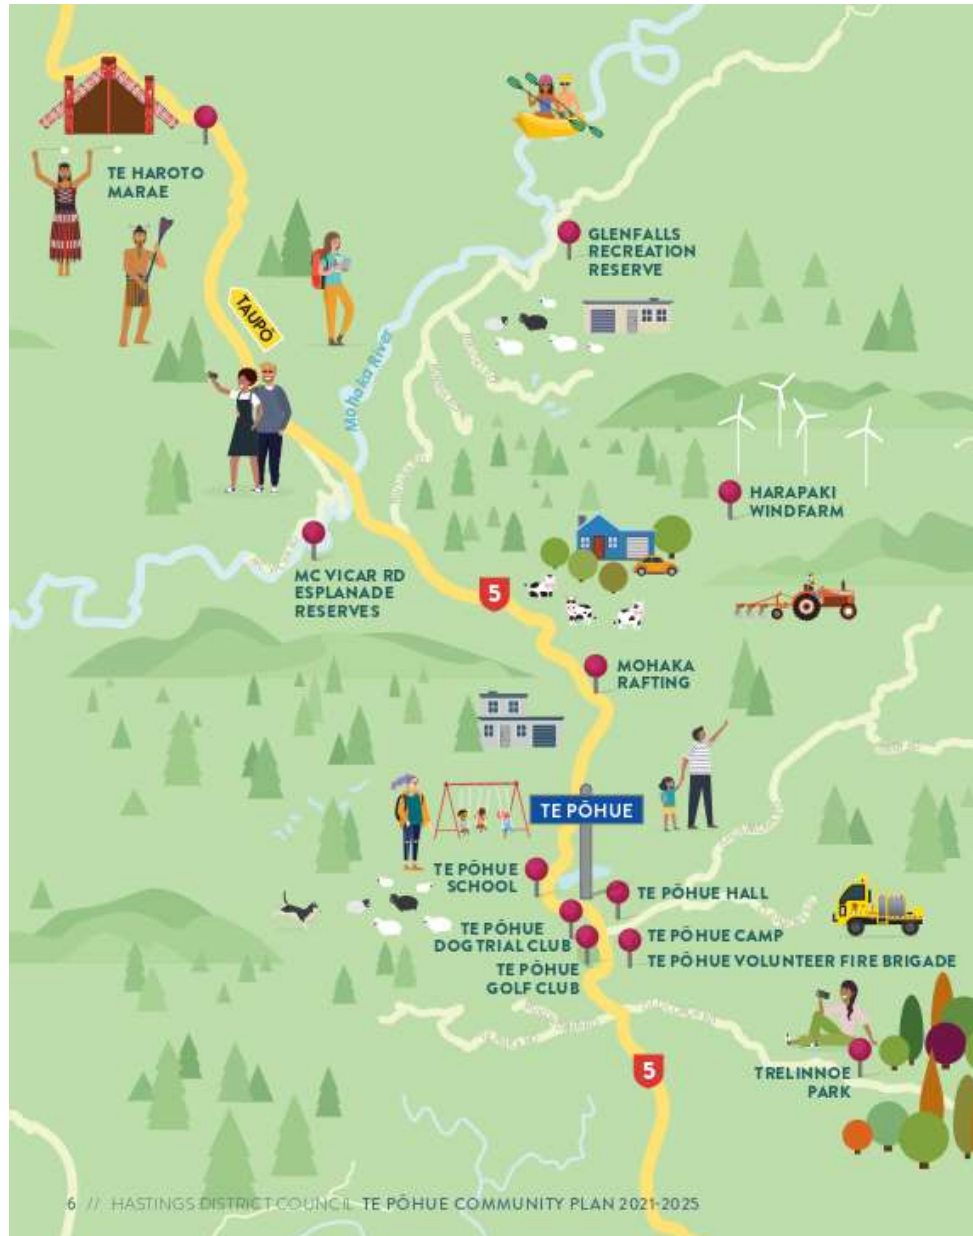 TE HAROTO
MARAE
GLENFALLS
RECREATION
RESERVE
TAUPŌ
Mohaka River
HARAPAKI
WINDFARM
MC VICAR RD
ESPLANADE
RESERVES
5
MOHAKA
RAFTING
TE PŌHUE
TE PŌHUE
SCHOOL
TE PŌHUE HALL
TE PŌHUE
DOG TRIAL CLUB
TE PŌHUE CAMP
TE PŌHUE VOLUNTEER FIRE BRIGADE
TE PŌHUE
GOLF CLUB
5
TRELINNOE
PARK
6 // HASTINGS DISTRICT COUNCIL TE PŌHUE COMMUNITY PLAN 2021-2025